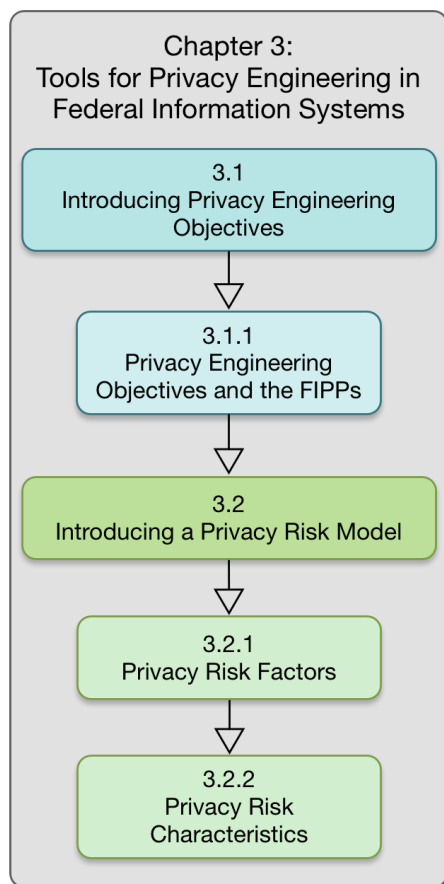 Chapter 3:
Tools for Privacy Engineering in
Federal Information Systems
3.1
Introducing Privacy Engineering
Objectives
3.1.1
Privacy Engineering
Objectives and the FIPPs
3.2
Introducing a Privacy Risk Model
3.2.1
Privacy Risk Factors
3.2.2
Privacy Risk
Characteristics